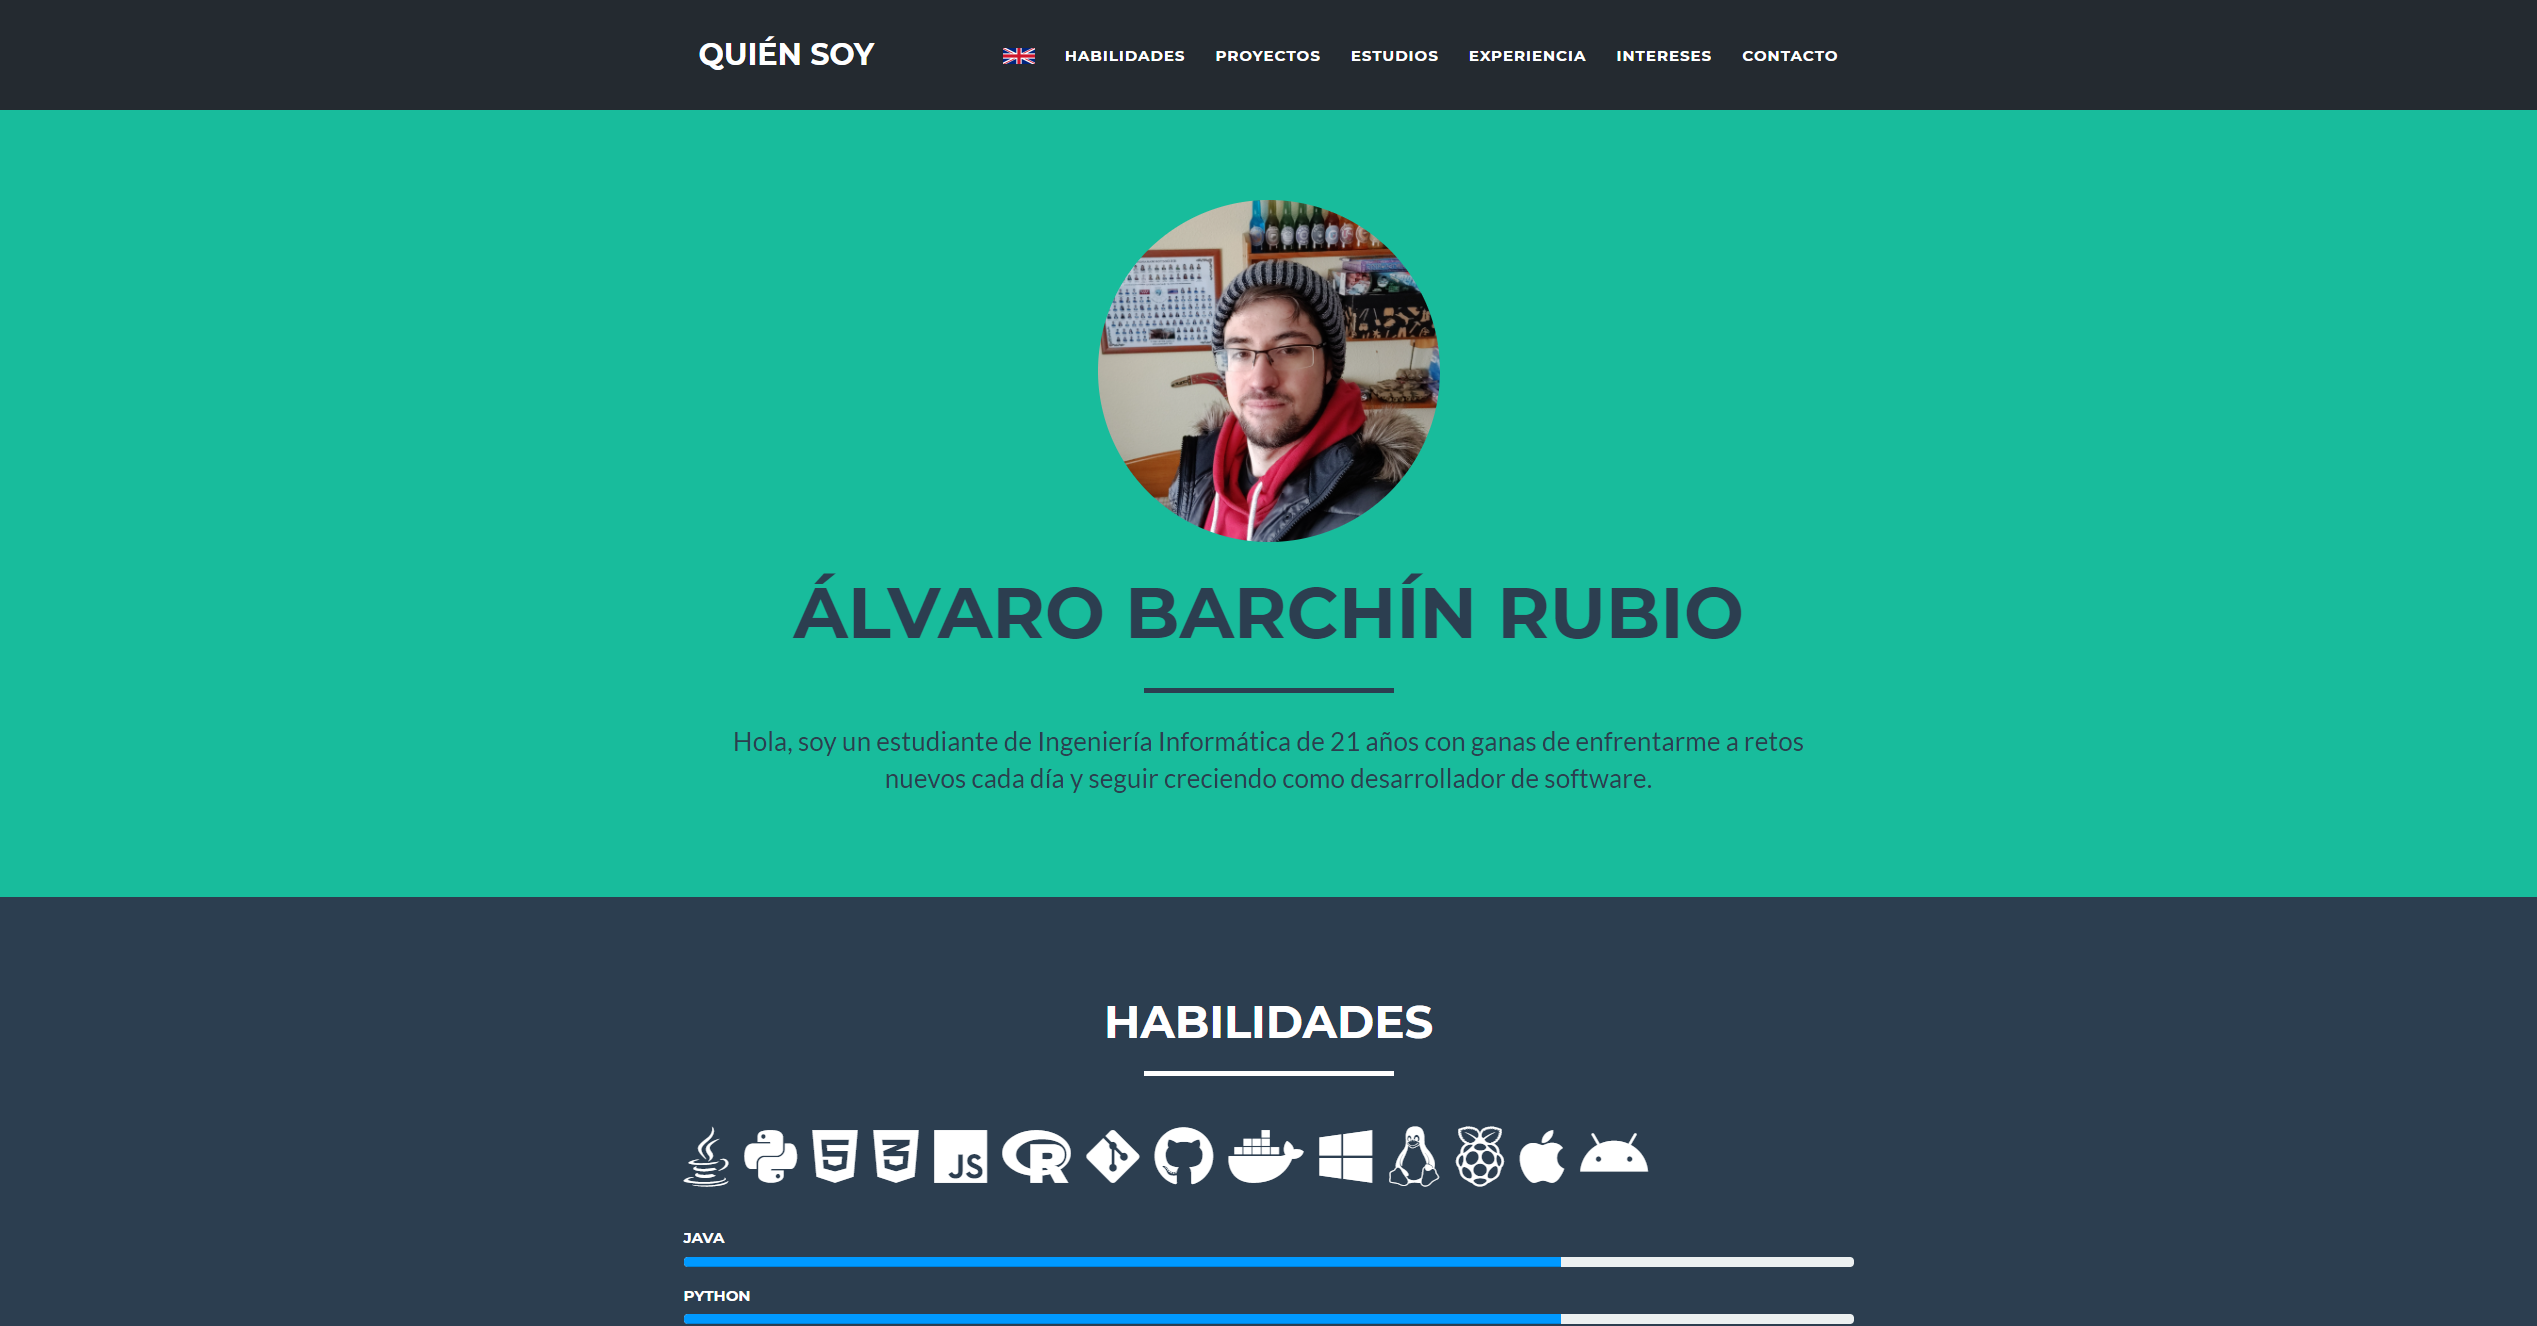 QUIÉN SOY
HABILIDADES PROYECTOS ESTUDIOS EXPERIENCIA INTERESES CONTACTO
ÁLVARO BARCHÍN RUBIO
Hola, soy un estudiante de Ingeniería Informática de 21 años con ganas de enfrentarme a retos
nuevos cada día y seguir creciendo como desarrollador de software.
HABILIDADES
JS R
JAVA
PYTHON